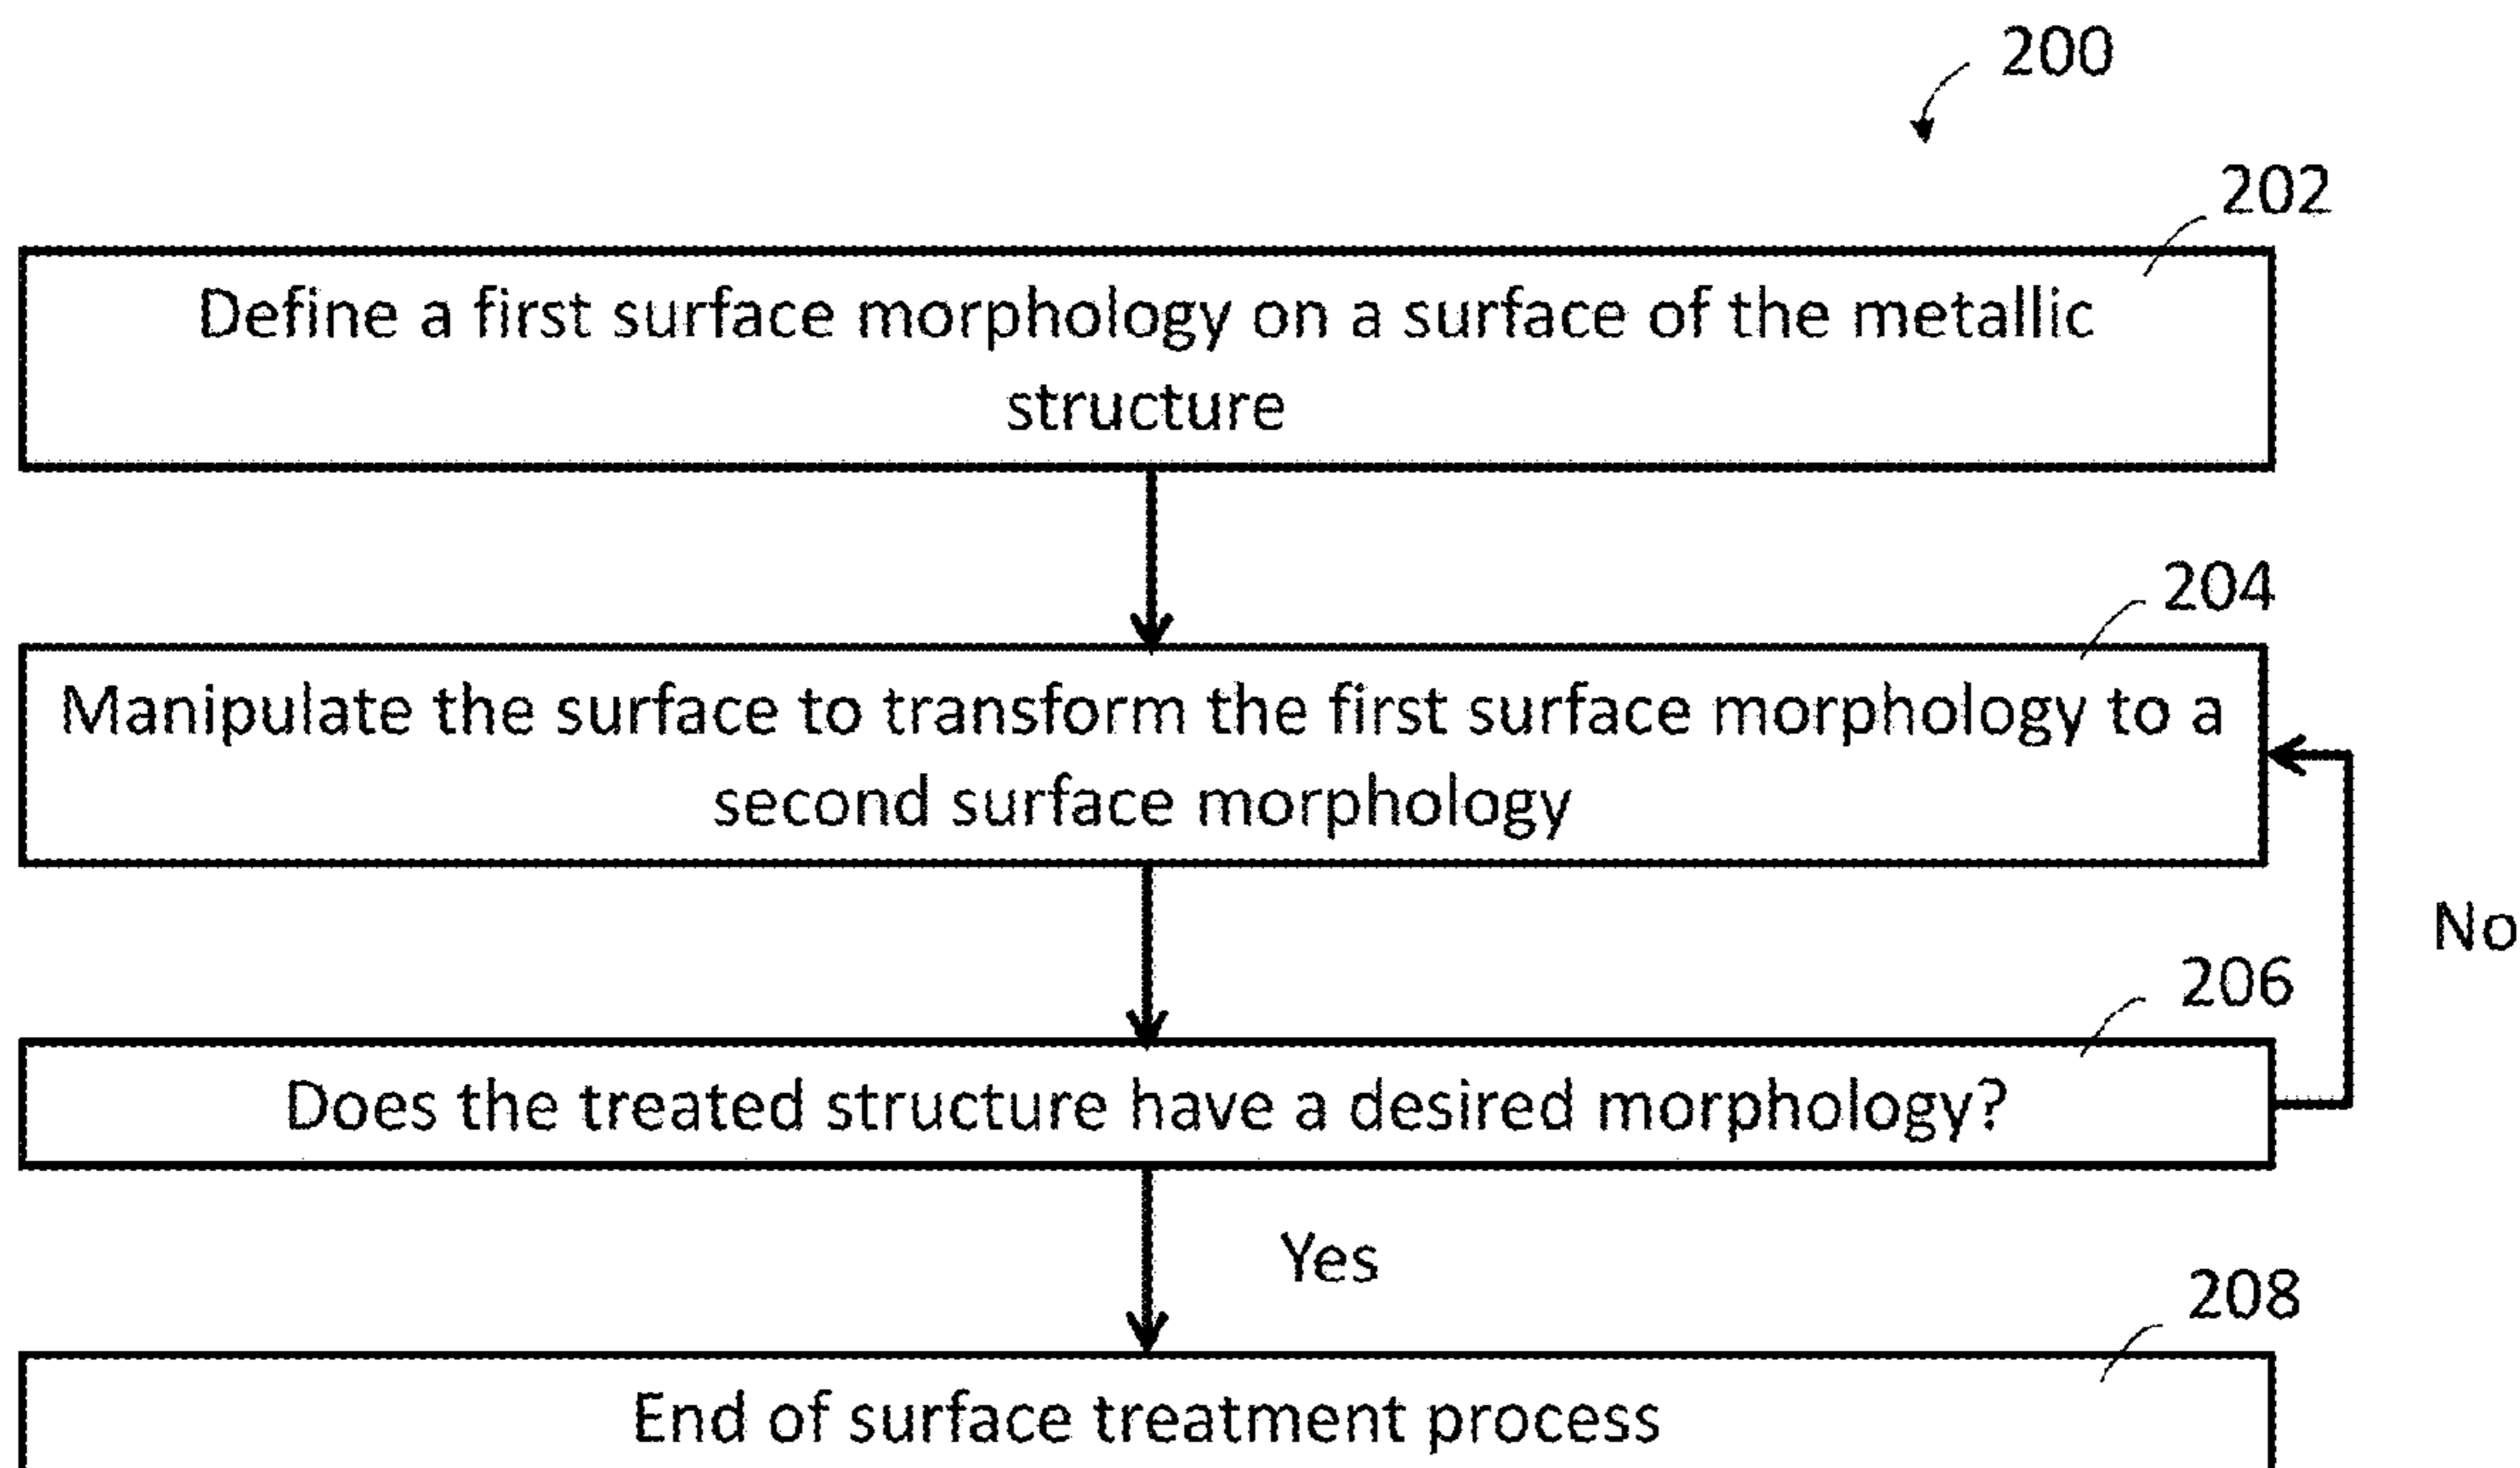 200
202
Define a first surface morphology on a surface of the metallic
structure
204
Manipulate the surface to transform the first surface morphology to a
second surface morphology
No
206
Does the treated structure have a desired morphology?
Yes
208
End of surface treatment process